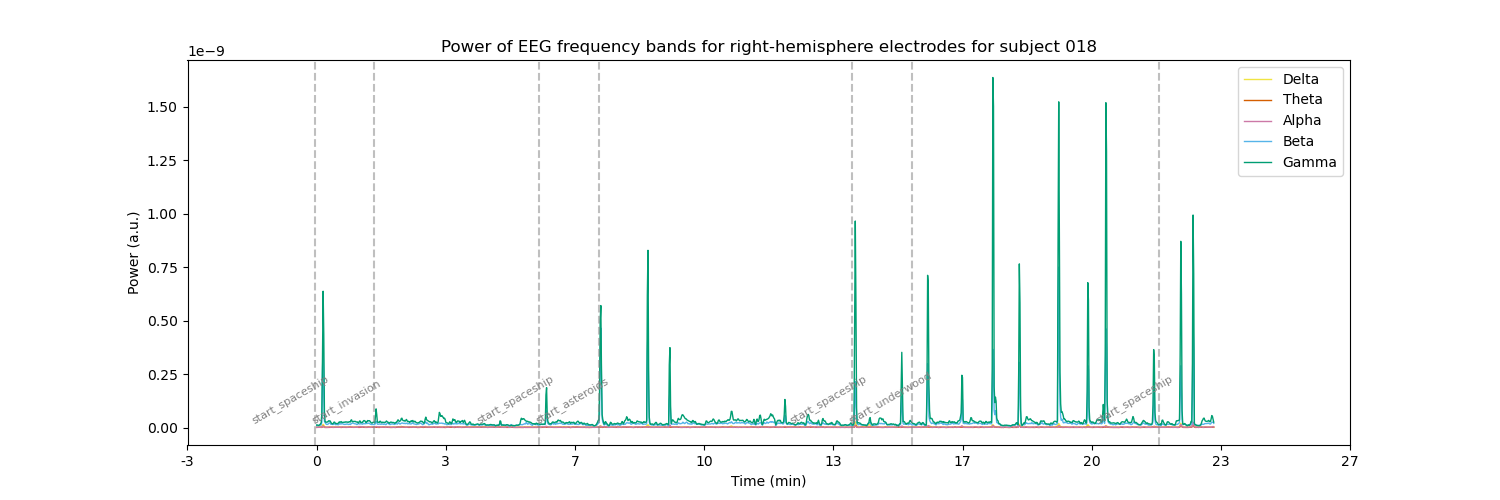 Power of EEG frequency bands for right-hemisphere electrodes for subject 018
1e−9
Power (a.u.)
1.50
1.25
1.00
0.75
0.50
0.25
0.00
Delta
Theta
Alpha
Beta
Gamma
start_spaceship
start_invasion
start_spaceship
start_asteroids
start_spaceship
start_underwood
start_spaceship
-3
0
3
7
10
13
17
20
23
27
Time (min)